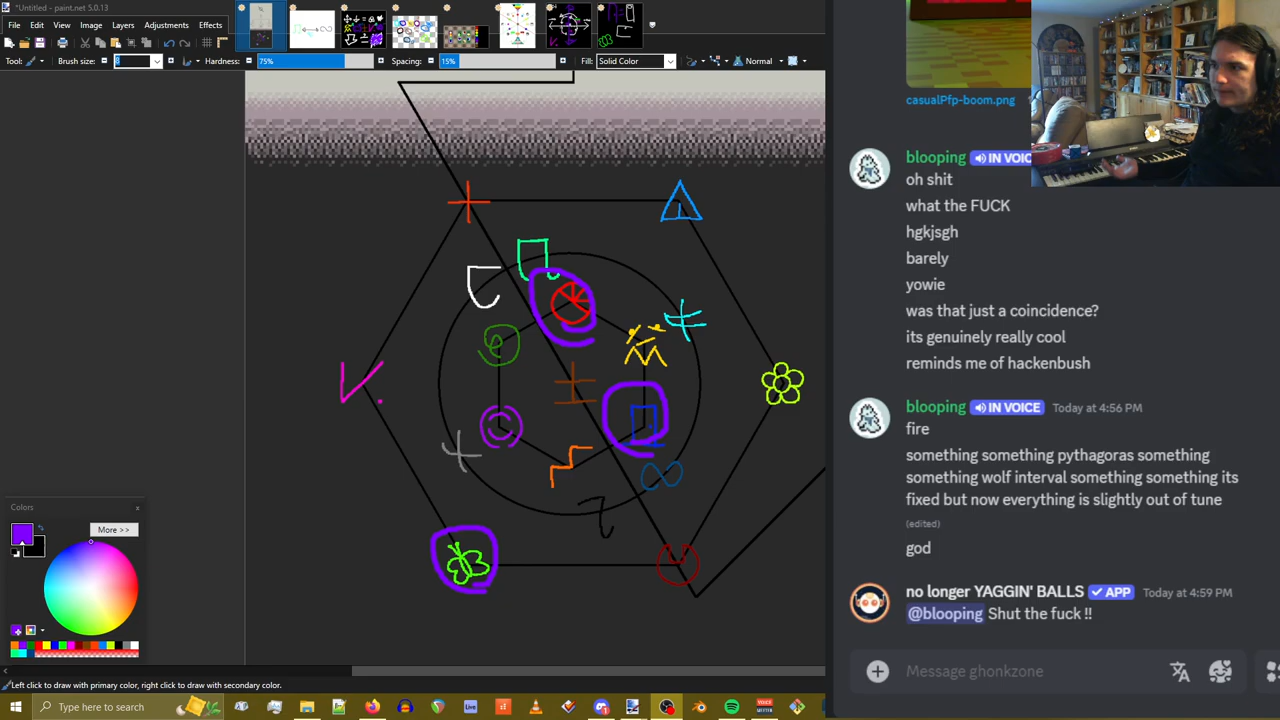 *Untitled - paint.net 5.0.13
File Edit View Image Layers Adjustments Effects
Tool: Brush size: Hardness: 75% Spacing: 15% Fill: Solid Color Normal
Colors
More >>
Left click to draw with primary color, right click to draw with secondary color.
Type here to search
casualPfp-boom.png
blooping IN VOICE
oh shit
what the FUCK
hgkjsgh
barely
yowie
was that just a coincidence?
its genuinely really cool
reminds me of hackenbush
blooping IN VOICE Today at 4:56 PM
fire
something something pythagoras something
something wolf interval something something its
fixed but now everything is slightly out of tune
(edited)
god
no longer YAGGIN' BALLS APP Today at 4:59 PM
@blooping Shut the fuck !!
Message ghonkzone